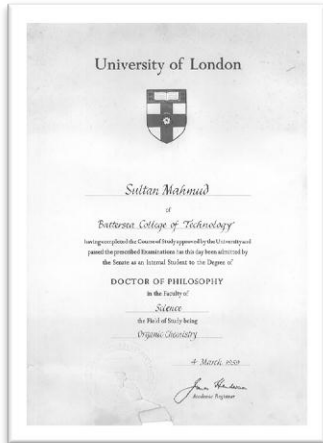 University of London
Sultan Mahmud
of
Battersea College of Technology
having completed the Course of Study approved by the University and
passed the prescribed Examinations has this day been admitted by
the Senate as an Internal Student to the Degree of
DOCTOR OF PHILOSOPHY
in the Faculty of
Science
the Field of Study being
Organic Chemistry
4 March 1959
Academic Registrar